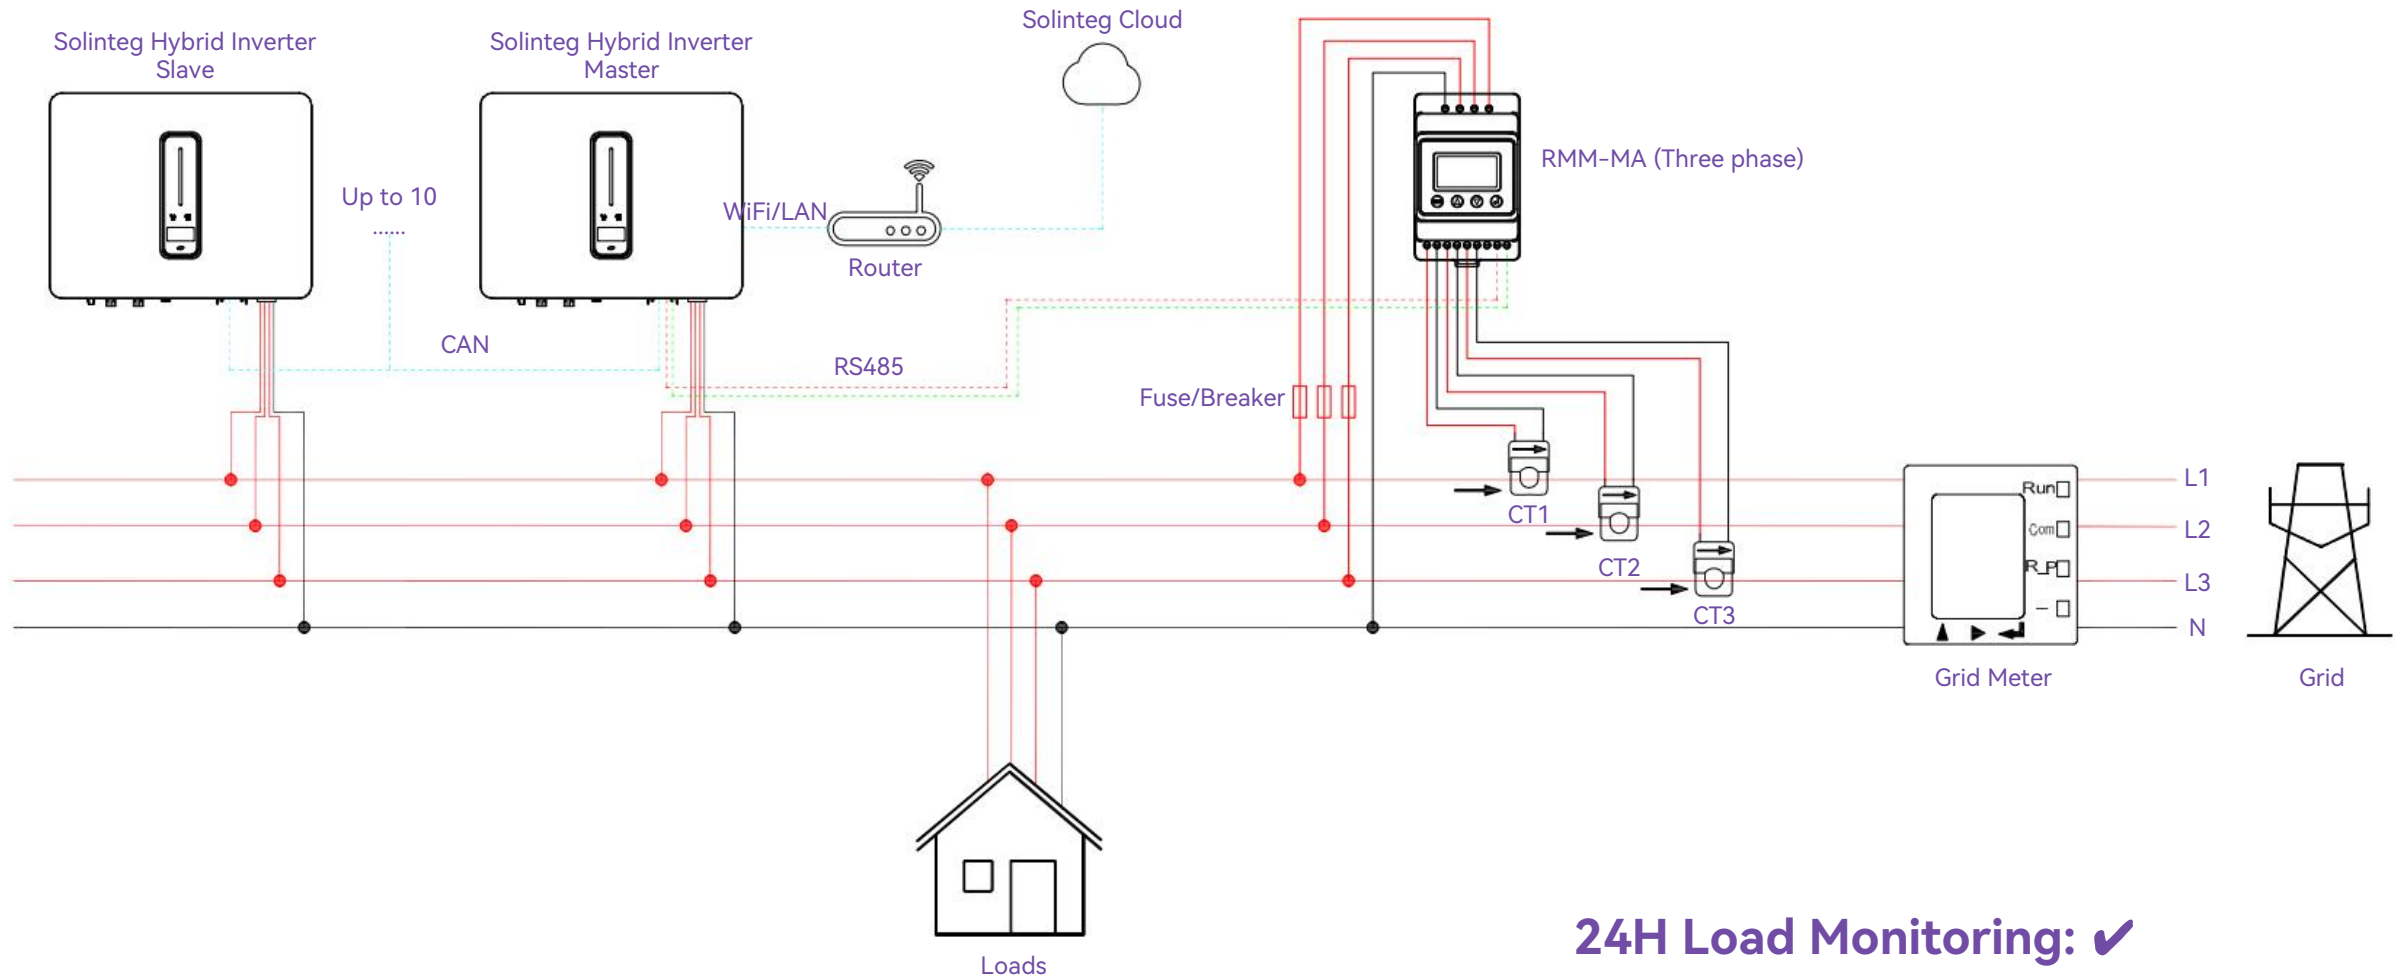 Solinteg Cloud
Solinteg Hybrid Inverter
Slave
Solinteg Hybrid Inverter
Master
RMM-MA (Three phase)
Up to 10
......
WiFi/LAN
Router
CAN
RS485
Fuse/Breaker
L1
Run
CT1
L2
Com
CT2
R_P
L3
CT3
N
Grid Meter
Grid
24H Load Monitoring: ✔
Loads